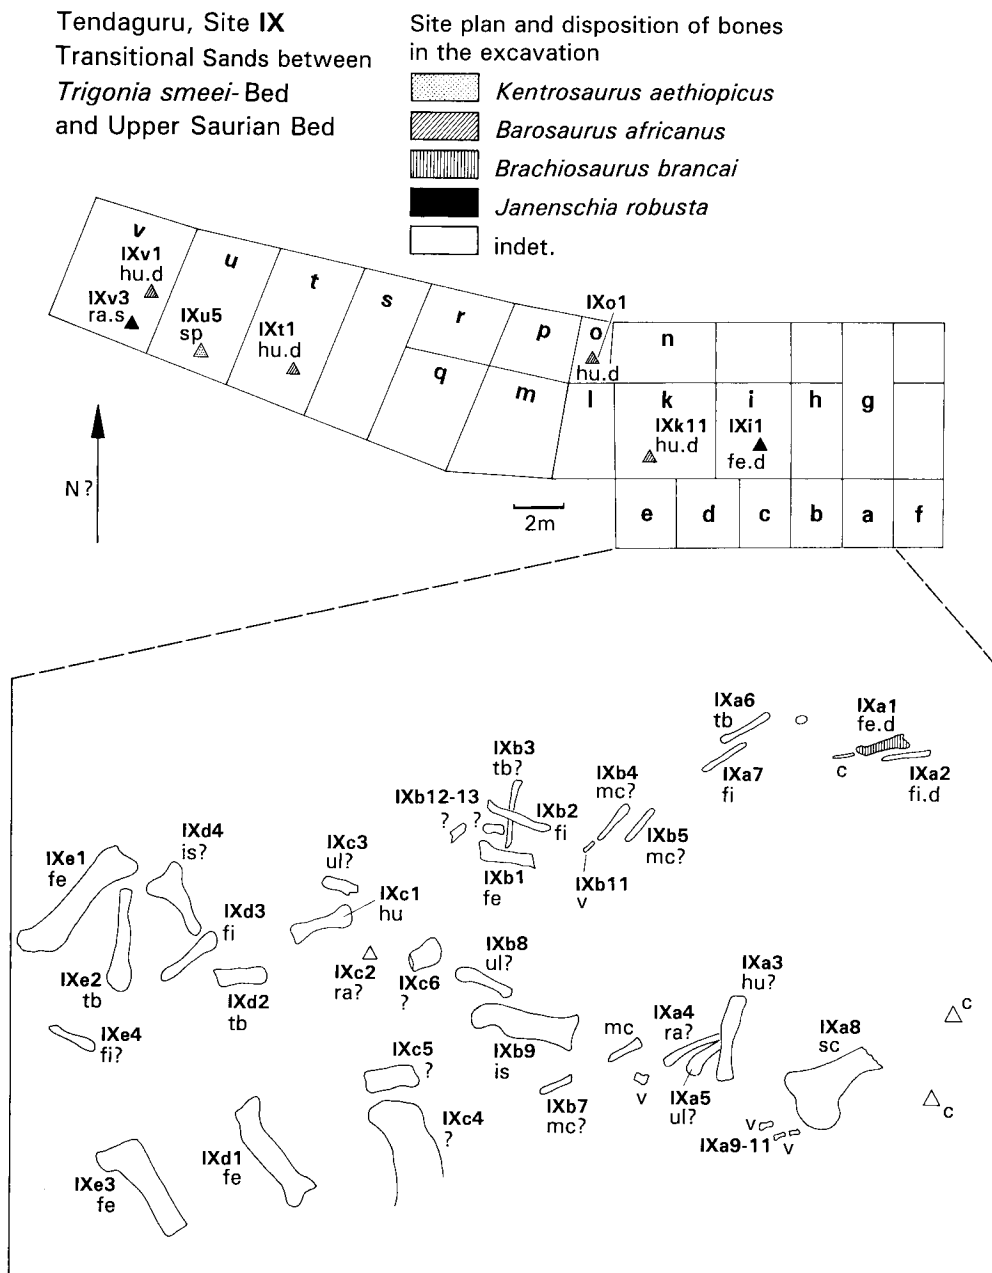 Tendaguru, Site IX
Transitional Sands between
Trigonia smeei-Bed
and Upper Saurian Bed
Site plan and disposition of bones
in the excavation
Kentrosaurus aethiopicus
Barosaurus africanus
Brachiosaurus brancai
Janenschia robusta
indet.
v
IXv1
hu.d
IXv3
ra.s
u
IXu5
sp
t
IXt1
hu.d
s
r
q
p
m
IXo1
o
hu.d
n
l
k
IXk11
hu.d
i
IXi1
fe.d
h
g
e
d
c
b
a
f
N?
2m
IXa6
tb
IXa7
fi
IXa1
fe.d
c
IXa2
fi.d
IXb3
tb?
IXb12-13
?
?
IXb2
fi
IXb1
fe
IXb4
mc?
IXb5
mc?
IXb11
v
IXe1
fe
IXd4
is?
IXd3
fi
IXe2
tb
IXd2
tb
IXe4
fi?
IXc3
ul?
IXc1
hu
IXc2
ra?
IXc6
?
IXb8
ul?
IXb9
is
IXa3
hu?
IXa4
ra?
mc
IXa5
ul?
v
IXa8
sc
c
c
IXc5
?
IXb7
mc?
IXc4
?
v
IXa9-11
v
IXe3
fe
IXd1
fe